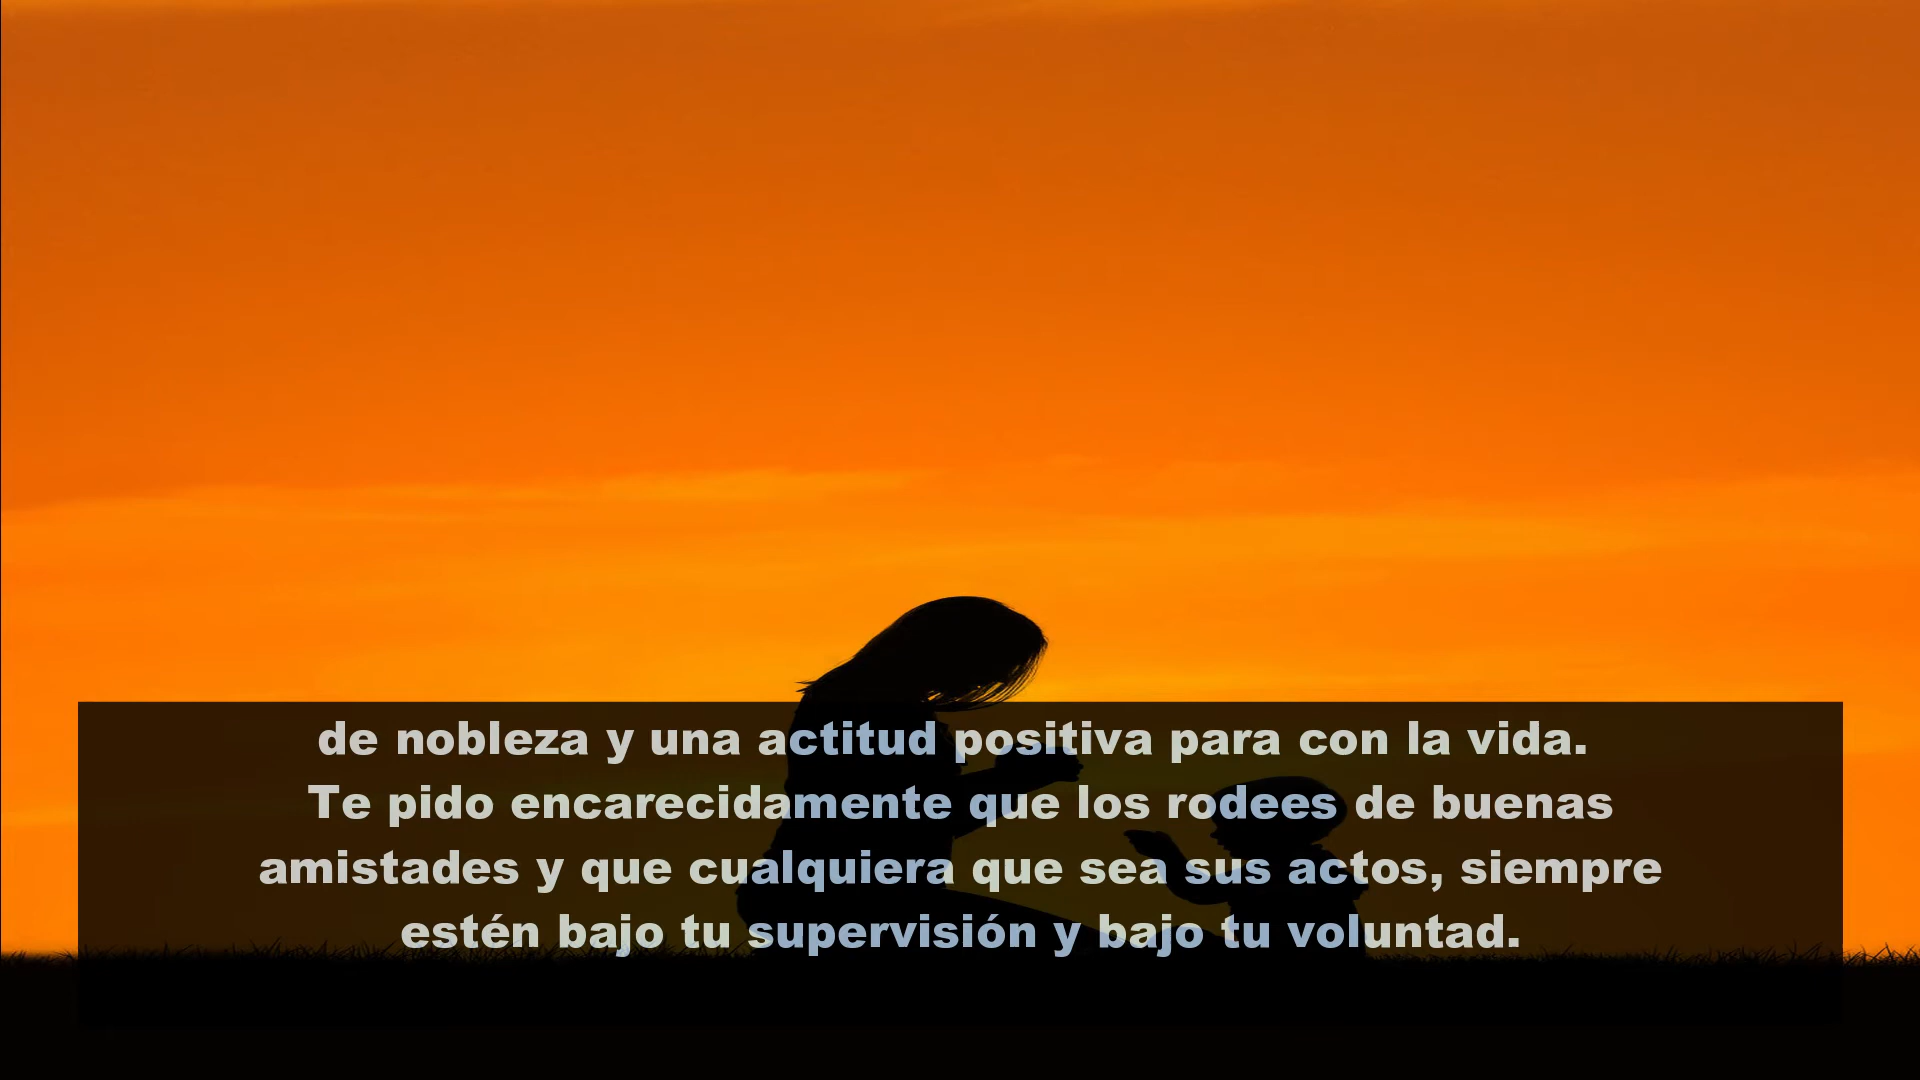 de nobleza y una actitud positiva para con la vida.
Te pido encarecidamente que los rodees de buenas
amistades y que cualquiera que sea sus actos, siempre
estén bajo tu supervisión y bajo tu voluntad.